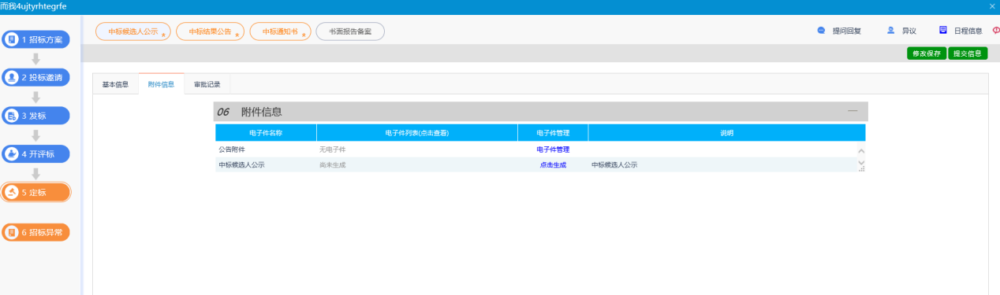 而我4ujtyrhtegrfe
1 招标方案
2 投标邀请
3 发标
4 开评标
5 定标
6 招标异常
中标候选人公示 中标结果公告 中标通知书 书面报告备案
提问回复 异议 日程信息
修改保存 提交信息
基本信息 附件信息 审批记录
06 附件信息
电子件名称 电子件列表(点击查看) 电子件管理 说明
公告附件 无电子件 电子件管理
中标候选人公示 尚未生成 点击生成 中标候选人公示